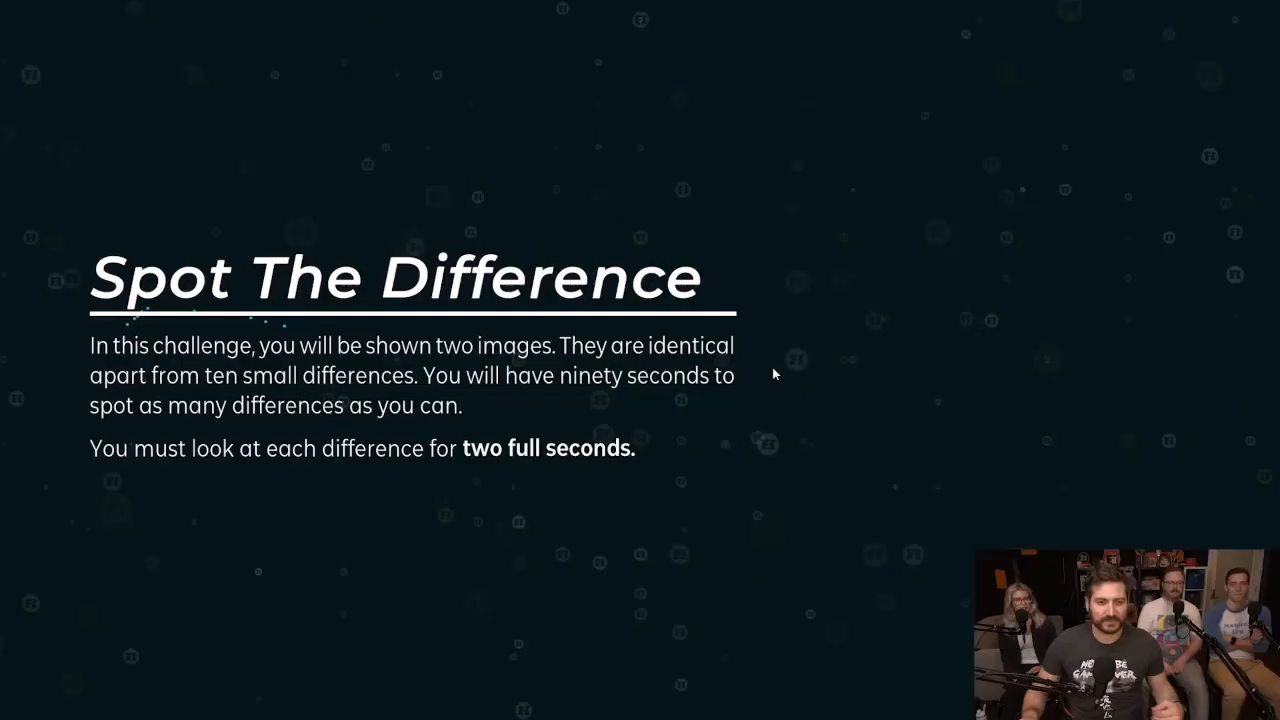 Spot The Difference
In this challenge, you will be shown two images. They are identical
apart from ten small differences. You will have ninety seconds to
spot as many differences as you can.
You must look at each difference for two full seconds.